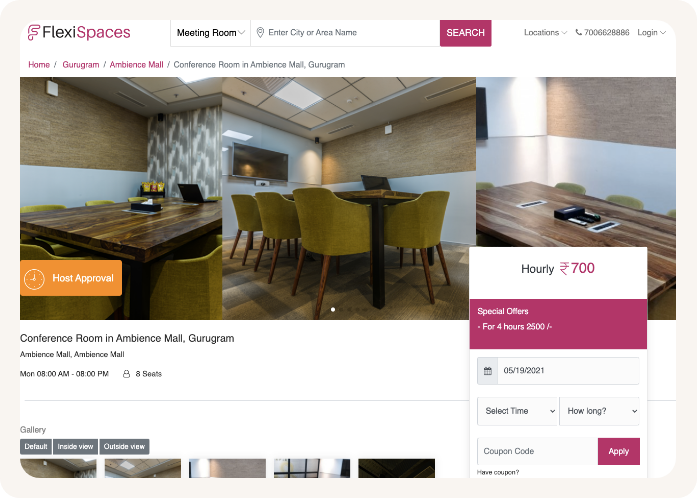 FlexiSpaces
Meeting Room
Enter City or Area Name
SEARCH
Locations
7006628886
Login
Home / Gurugram / Ambience Mall / Conference Room in Ambience Mall, Gurugram
Host Approval
Hourly ₹700
Special Offers
- For 4 hours 2500 /-
Conference Room in Ambience Mall, Gurugram
Ambience Mall, Ambience Mall
Mon 08:00 AM - 08:00 PM
8 Seats
05/19/2021
Select Time
How long?
Coupon Code
Apply
Have coupon?
Gallery
Default
Inside view
Outside view